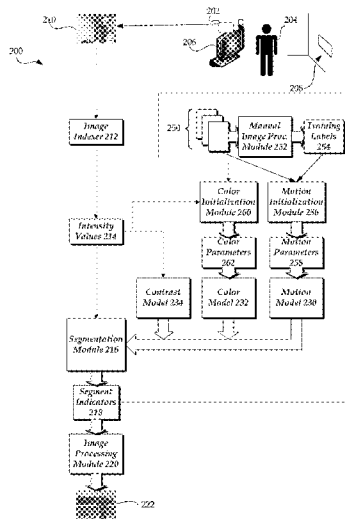 210
202
204
206
208
200
250
Image
Indexer 212
Manual
Image Proc.
Module 252
Training
Labels
254
Color
Initialization
Module 260
Motion
Initialization
Module 256
Intensity
Values 214
Color
Parameters
262
Motion
Parameters
258
Contrast
Model 234
Color
Model 232
Motion
Model 230
Segmentation
Module 216
Segment
Indicators
218
Image
Processing
Module 220
222